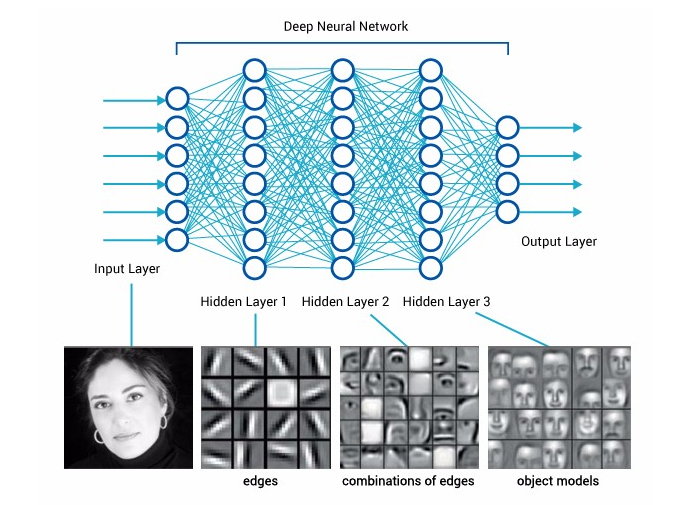 Deep Neural Network
Input Layer
Output Layer
Hidden Layer 1
Hidden Layer 2
Hidden Layer 3
edges
combinations of edges
object models